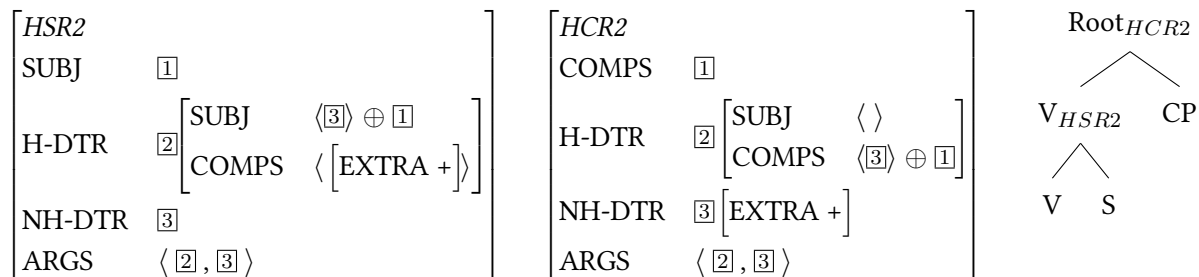 HSR2
SUBJ 1
H-DTR 2 [SUBJ ⟨3⟩ ⊕ 1
COMPS ⟨ [EXTRA +]⟩]
NH-DTR 3
ARGS ⟨ 2 , 3 ⟩
HCR2
COMPS 1
H-DTR 2 [SUBJ ⟨ ⟩
COMPS ⟨3⟩ ⊕ 1]
NH-DTR 3 [EXTRA +]
ARGS ⟨ 2 , 3 ⟩
Root_HCR2
V_HSR2 CP
V S